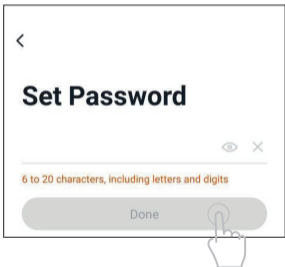 Set Password
6 to 20 characters, including letters and digits
Done